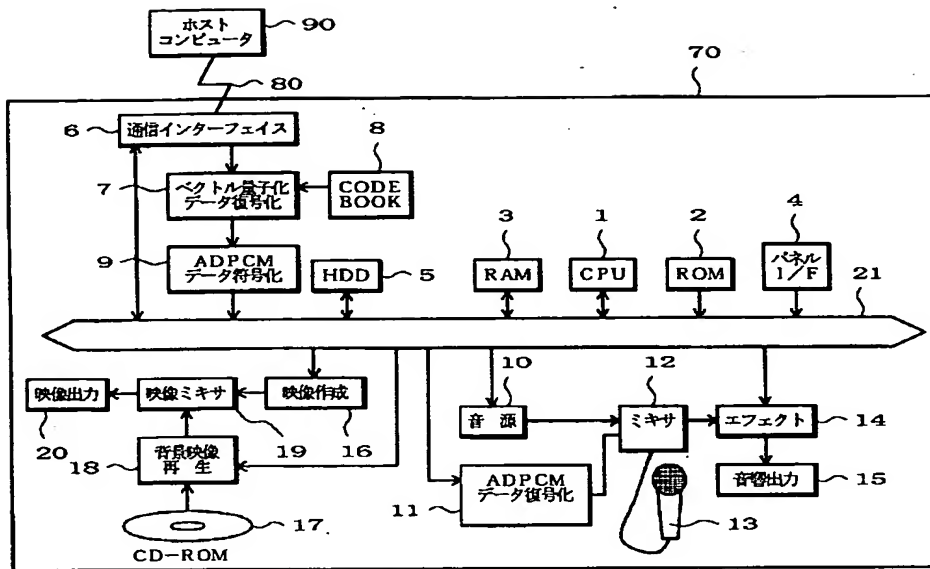 ホスト
コンピュータ
90
80
70
6
通信インターフェイス
8
7
ベクトル量子化
データ復号化
CODE
BOOK
3
1
2
4
9
ADPCM
データ符号化
HDD
5
RAM
CPU
ROM
パネル
I/F
21
10
12
映像出力
映像ミキサ
映像作成
音 源
ミキサ
エフェクト
14
20
19
16
18
背景映像
再 生
11
ADPCM
データ復号化
音響出力
15
17
13
CD-ROM